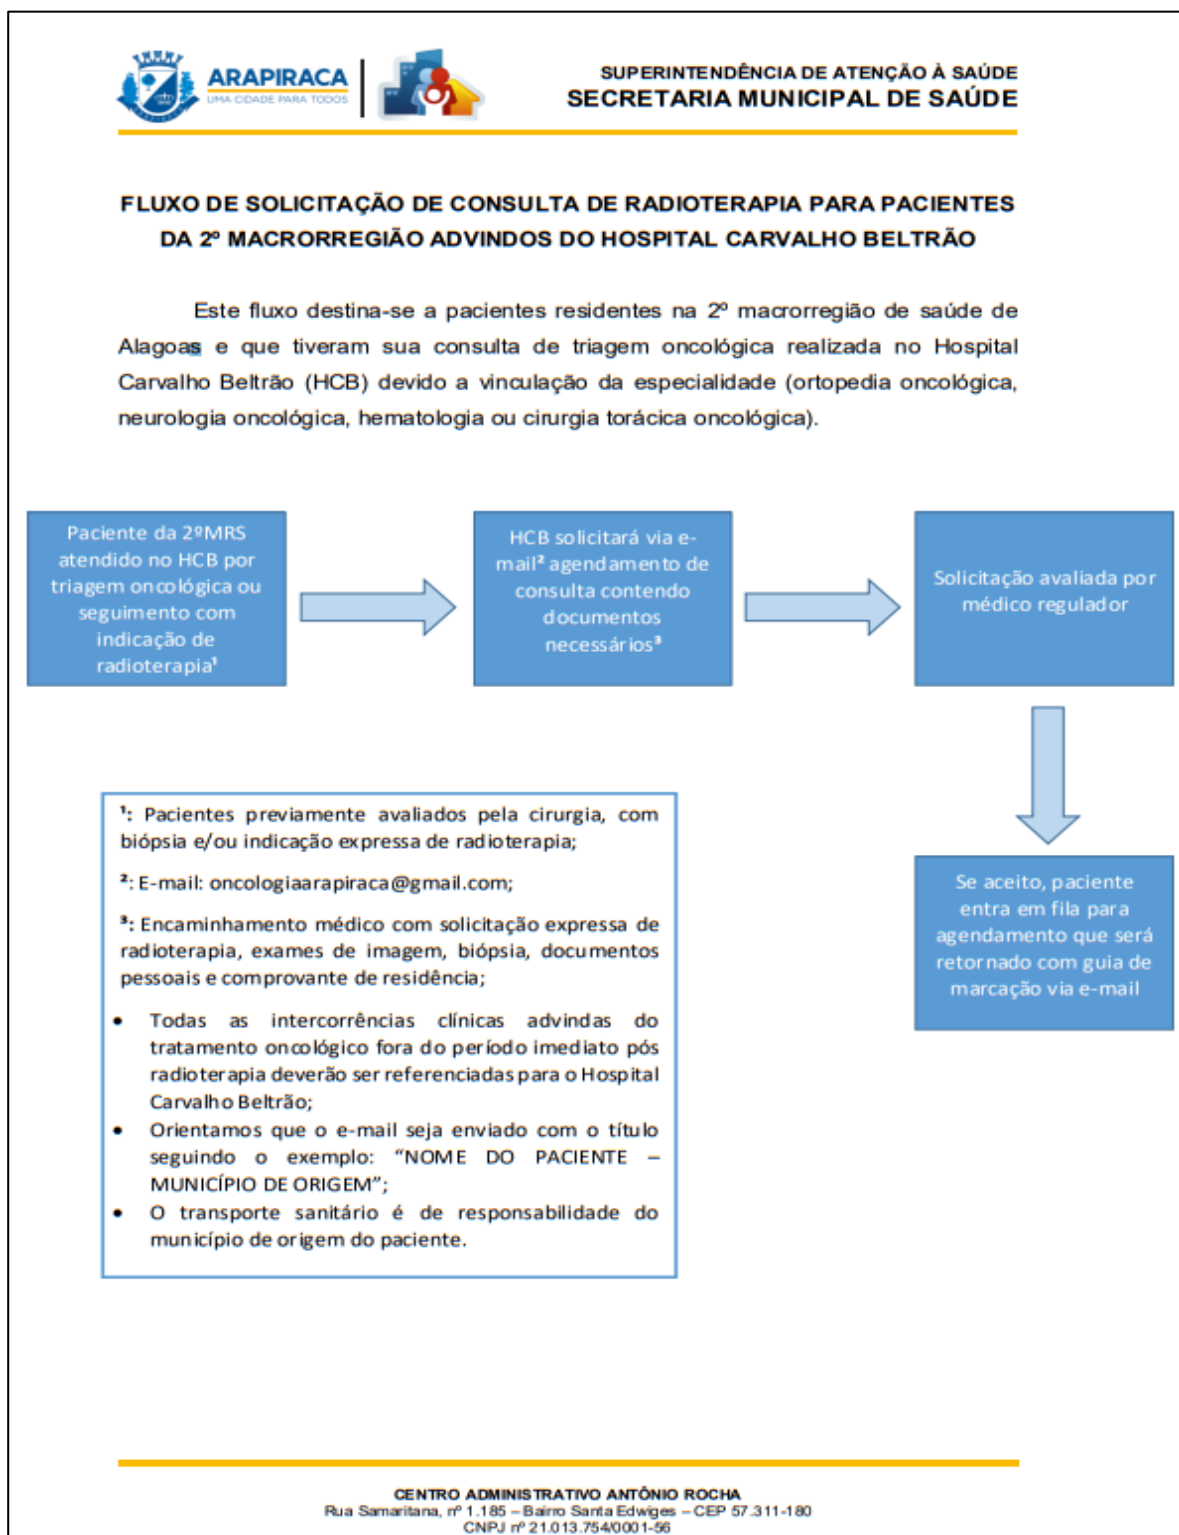 ARAPIRACA
UMA CIDADE PARA TODOS
SUPERINTENDÊNCIA DE ATENÇÃO À SAÚDE
SECRETARIA MUNICIPAL DE SAÚDE
FLUXO DE SOLICITAÇÃO DE CONSULTA DE RADIOTERAPIA PARA PACIENTES
DA 2º MACRORREGIÃO ADVINDOS DO HOSPITAL CARVALHO BELTRÃO
Este fluxo destina-se a pacientes residentes na 2º macrorregião de saúde de
Alagoas e que tiveram sua consulta de triagem oncológica realizada no Hospital
Carvalho Beltrão (HCB) devido a vinculação da especialidade (ortopedia oncológica,
neurologia oncológica, hematologia ou cirurgia torácica oncológica).
Paciente da 2ºMRS
atendido no HCB por
triagem oncológica ou
seguimento com
indicação de
radioterapia¹
HCB solicitará via e-
mail² agendamento de
consulta contendo
documentos
necessários³
Solicitação avaliada por
médico regulador
Se aceito, paciente
entra em fila para
agendamento que será
retornado com guia de
marcação via e-mail
¹: Pacientes previamente avaliados pela cirurgia, com
biópsia e/ou indicação expressa de radioterapia;
²: E-mail: oncologiaarapiraca@gmail.com;
³: Encaminhamento médico com solicitação expressa de
radioterapia, exames de imagem, biópsia, documentos
pessoais e comprovante de residência;
• Todas as intercorrências clínicas advindas do
tratamento oncológico fora do período imediato pós
radioterapia deverão ser referenciadas para o Hospital
Carvalho Beltrão;
• Orientamos que o e-mail seja enviado com o título
seguindo o exemplo: “NOME DO PACIENTE –
MUNICÍPIO DE ORIGEM”;
• O transporte sanitário é de responsabilidade do
município de origem do paciente.
CENTRO ADMINISTRATIVO ANTÔNIO ROCHA
Rua Samaritana, nº 1.185 – Bairro Santa Edwiges – CEP 57.311-180
CNPJ nº 21.013.754/0001-56